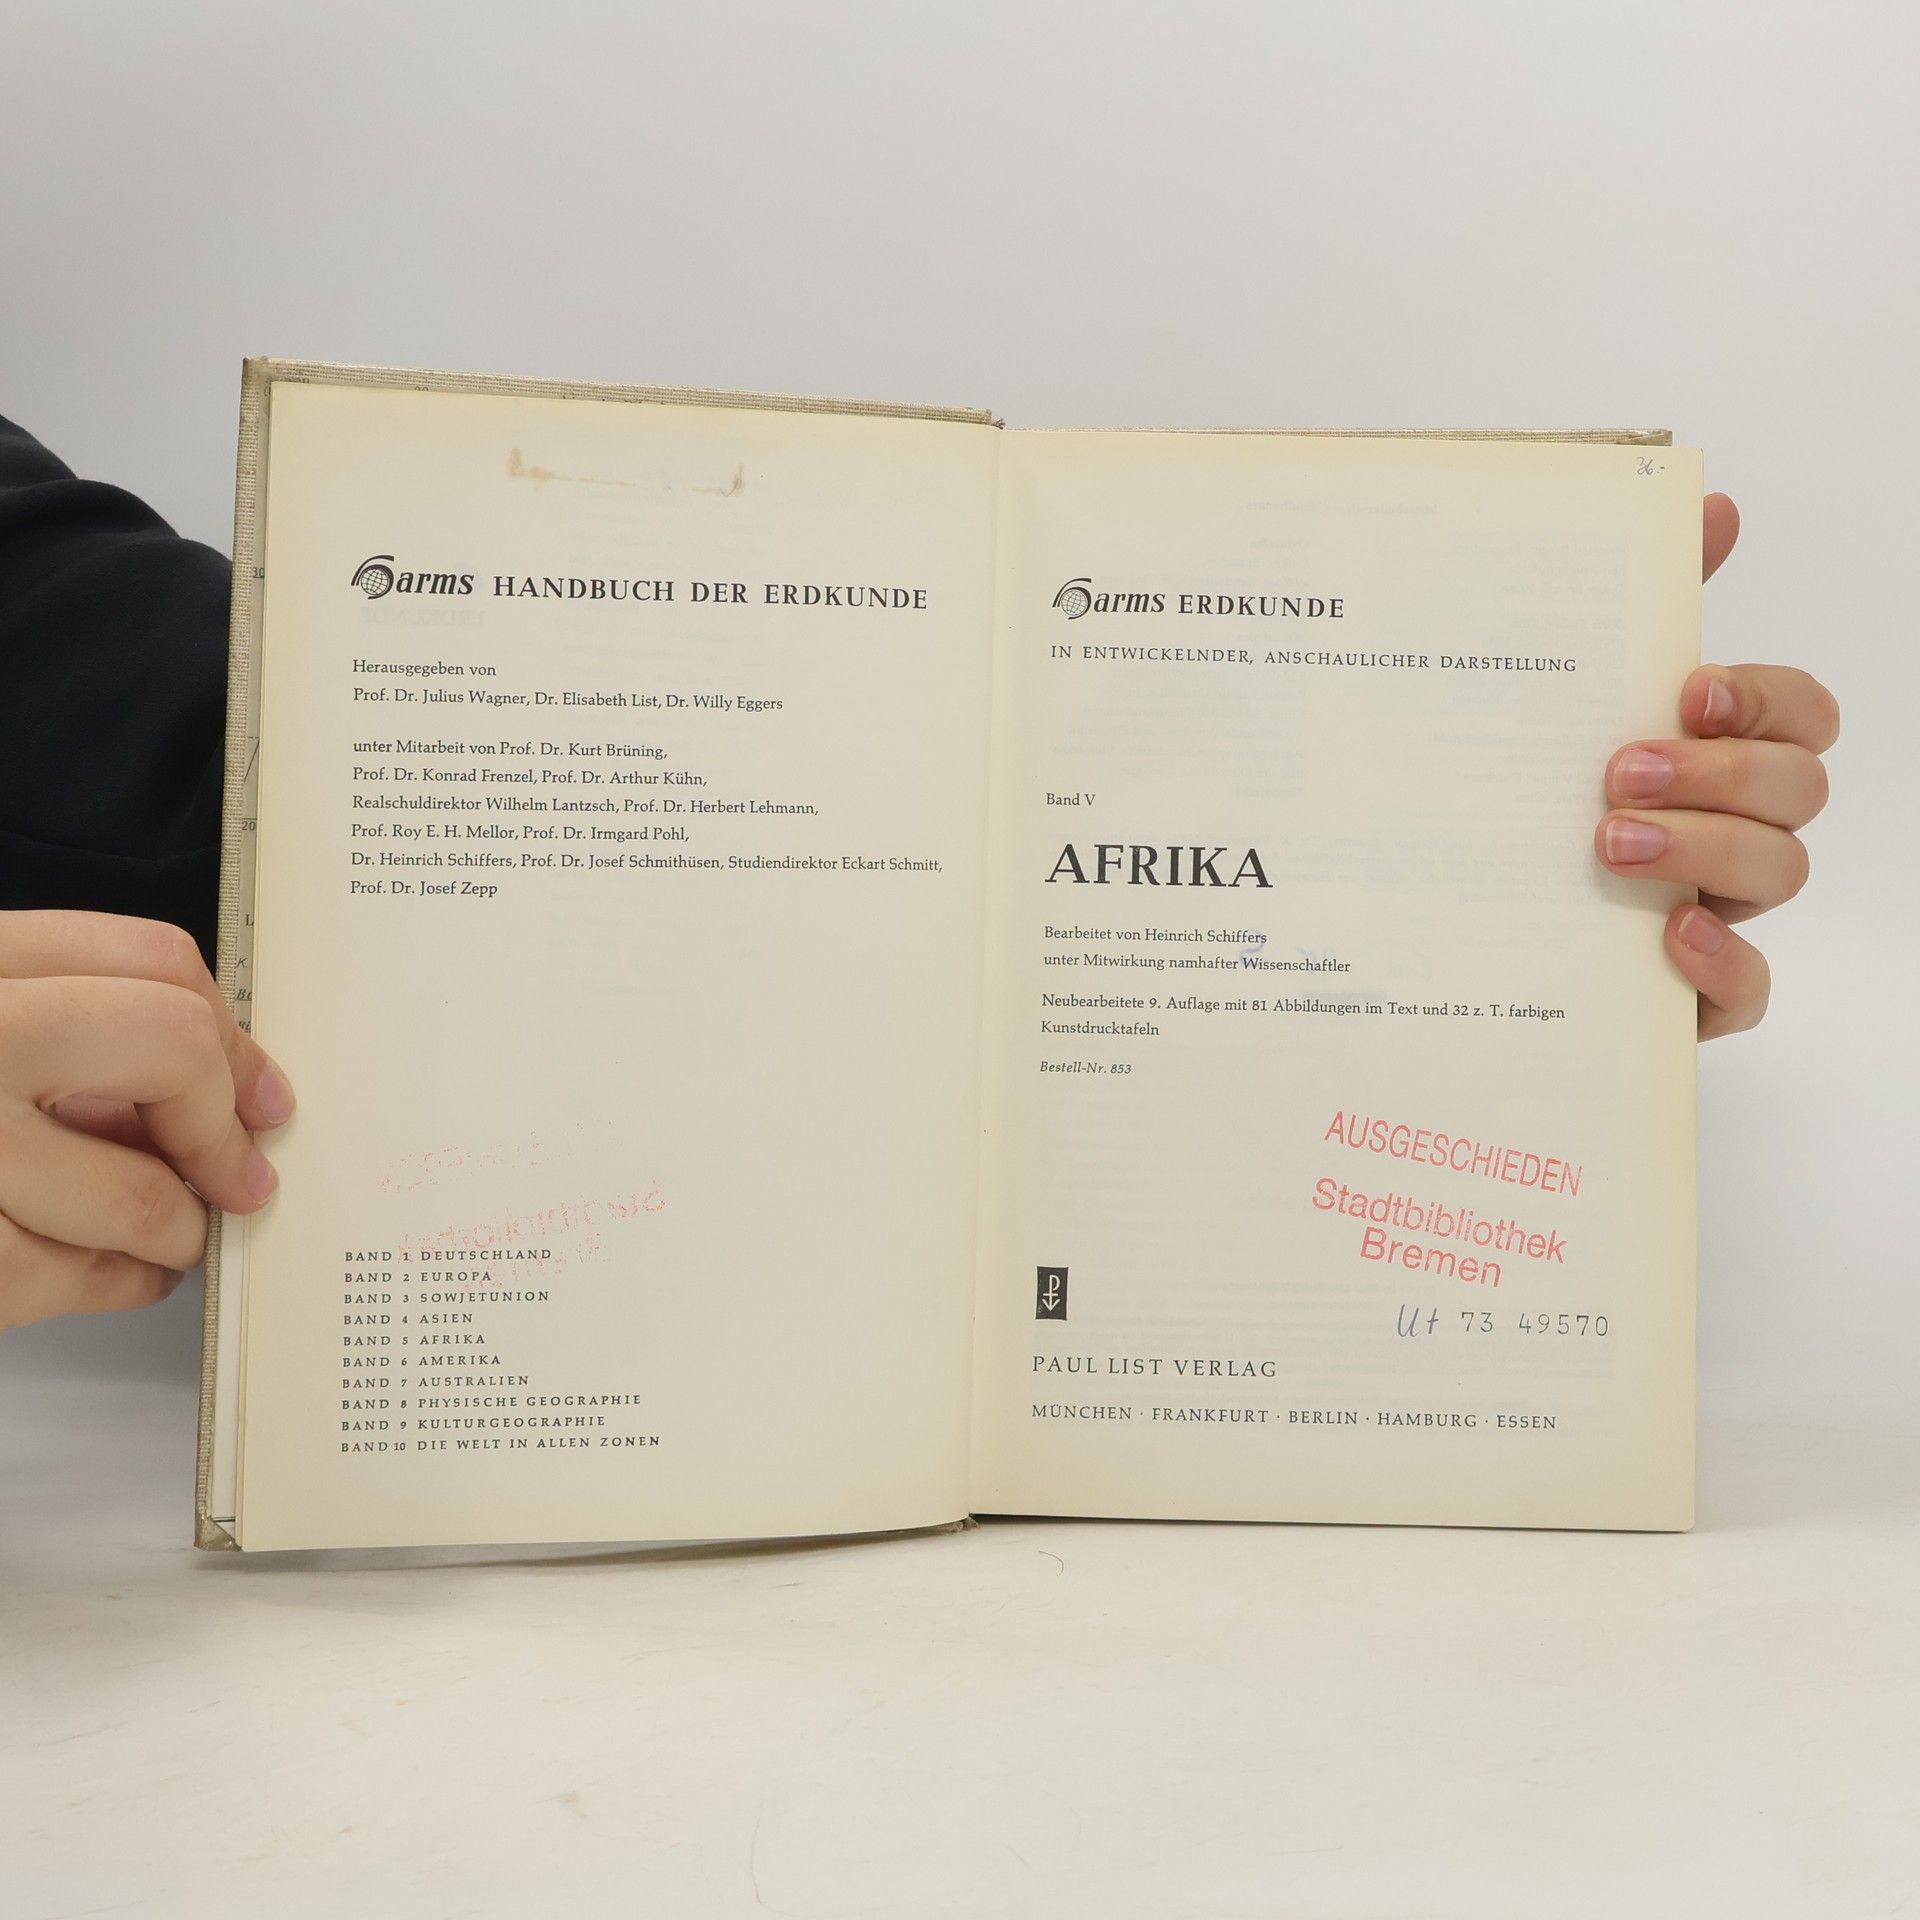 Harms HANDBUCH DER ERDKUNDE
Herausgegeben von
Prof. Dr. Julius Wagner, Dr. Elisabeth List, Dr. Willy Eggers
unter Mitarbeit von Prof. Dr. Kurt Brüning,
Prof. Dr. Konrad Frenzel, Prof. Dr. Arthur Kühn,
Realschuldirektor Wilhelm Lantzsch, Prof. Dr. Herbert Lehmann,
Prof. Roy E. H. Mellor, Prof. Dr. Irmgard Pohl,
Dr. Heinrich Schiffers, Prof. Dr. Josef Schmithüsen, Studiendirektor Eckart Schmitt,
Prof. Dr. Josef Zepp
BAND 1 DEUTSCHLAND
BAND 2 EUROPA
BAND 3 SOWJETUNION
BAND 4 ASIEN
BAND 5 AFRIKA
BAND 6 AMERIKA
BAND 7 AUSTRALIEN
BAND 8 PHYSISCHE GEOGRAPHIE
BAND 9 KULTURGEOGRAPHIE
BAND 10 DIE WELT IN ALLEN ZONEN
36.-
Harms ERDKUNDE
IN ENTWICKELNDER, ANSCHAULICHER DARSTELLUNG
Band V
AFRIKA
Bearbeitet von Heinrich Schiffers
unter Mitwirkung namhafter Wissenschaftler
Neubearbeitete 9. Auflage mit 81 Abbildungen im Text und 32 z. T. farbigen
Kunstdrucktafeln
Bestell-Nr. 853
AUSGESCHIEDEN
Stadtbibliothek
Bremen
Ut 73 49570
PAUL LIST VERLAG
MÜNCHEN · FRANKFURT · BERLIN · HAMBURG · ESSEN